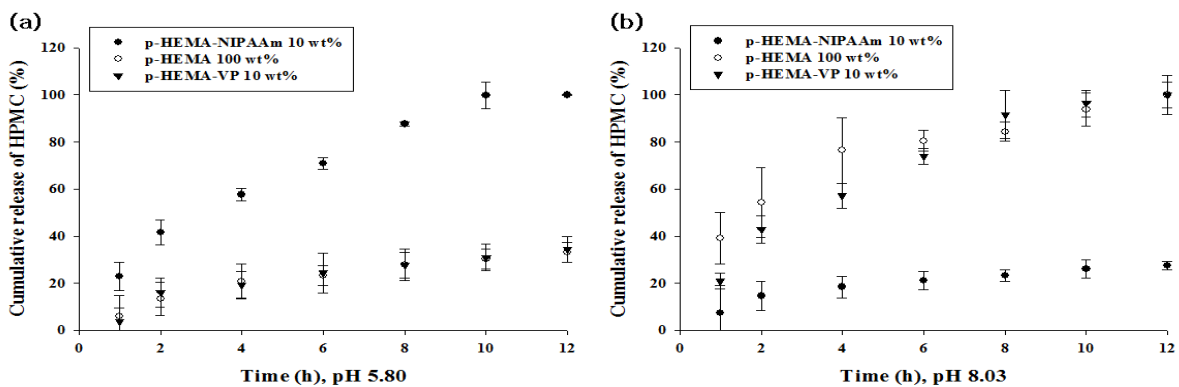 (a)
p-HEMA-NIPAAm 10 wt%
p-HEMA 100 wt%
p-HEMA-VP 10 wt%
Cumulative release of HPMC (%)
120
100
80
60
40
20
0
0 2 4 6 8 10 12
Time (h), pH 5.80
(b)
p-HEMA-NIPAAm 10 wt%
p-HEMA 100 wt%
p-HEMA-VP 10 wt%
Cumulative release of HPMC (%)
120
100
80
60
40
20
0
0 2 4 6 8 10 12
Time (h), pH 8.03